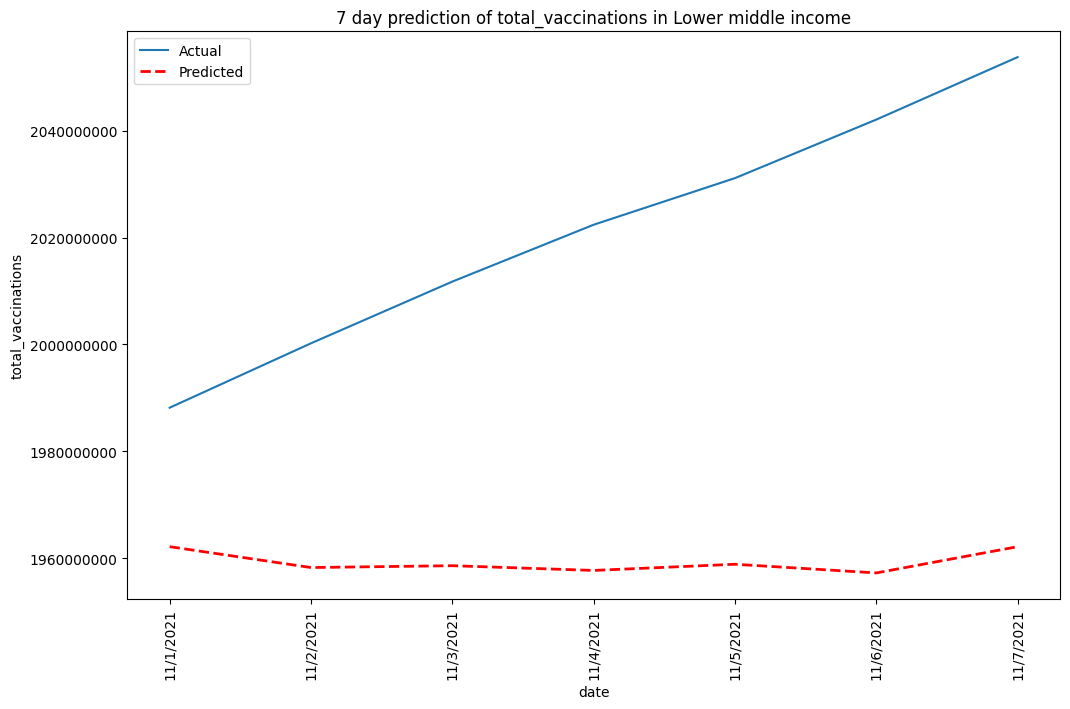 7 day prediction of total_vaccinations in Lower middle income
Actual
Predicted
total_vaccinations
2040000000
2020000000
2000000000
1980000000
1960000000
11/1/2021
11/2/2021
11/3/2021
11/4/2021
11/5/2021
11/6/2021
11/7/2021
date